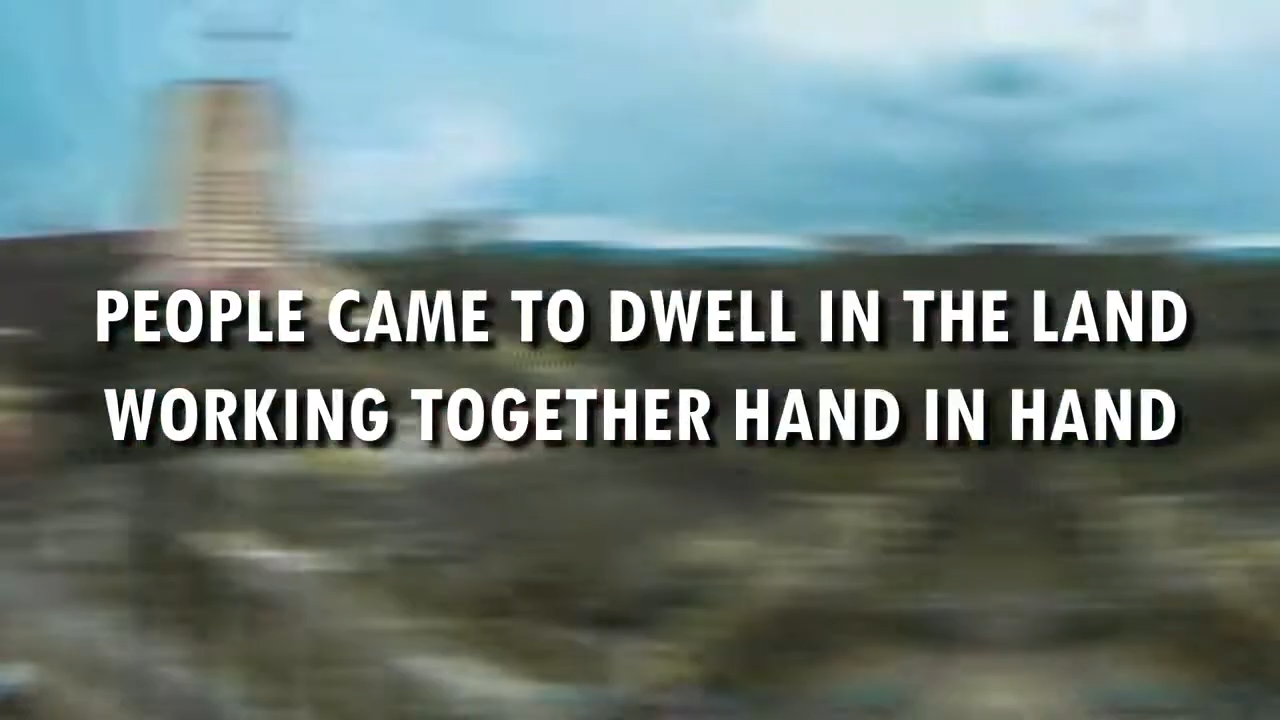 PEOPLE CAME TO DWELL IN THE LAND
WORKING TOGETHER HAND IN HAND